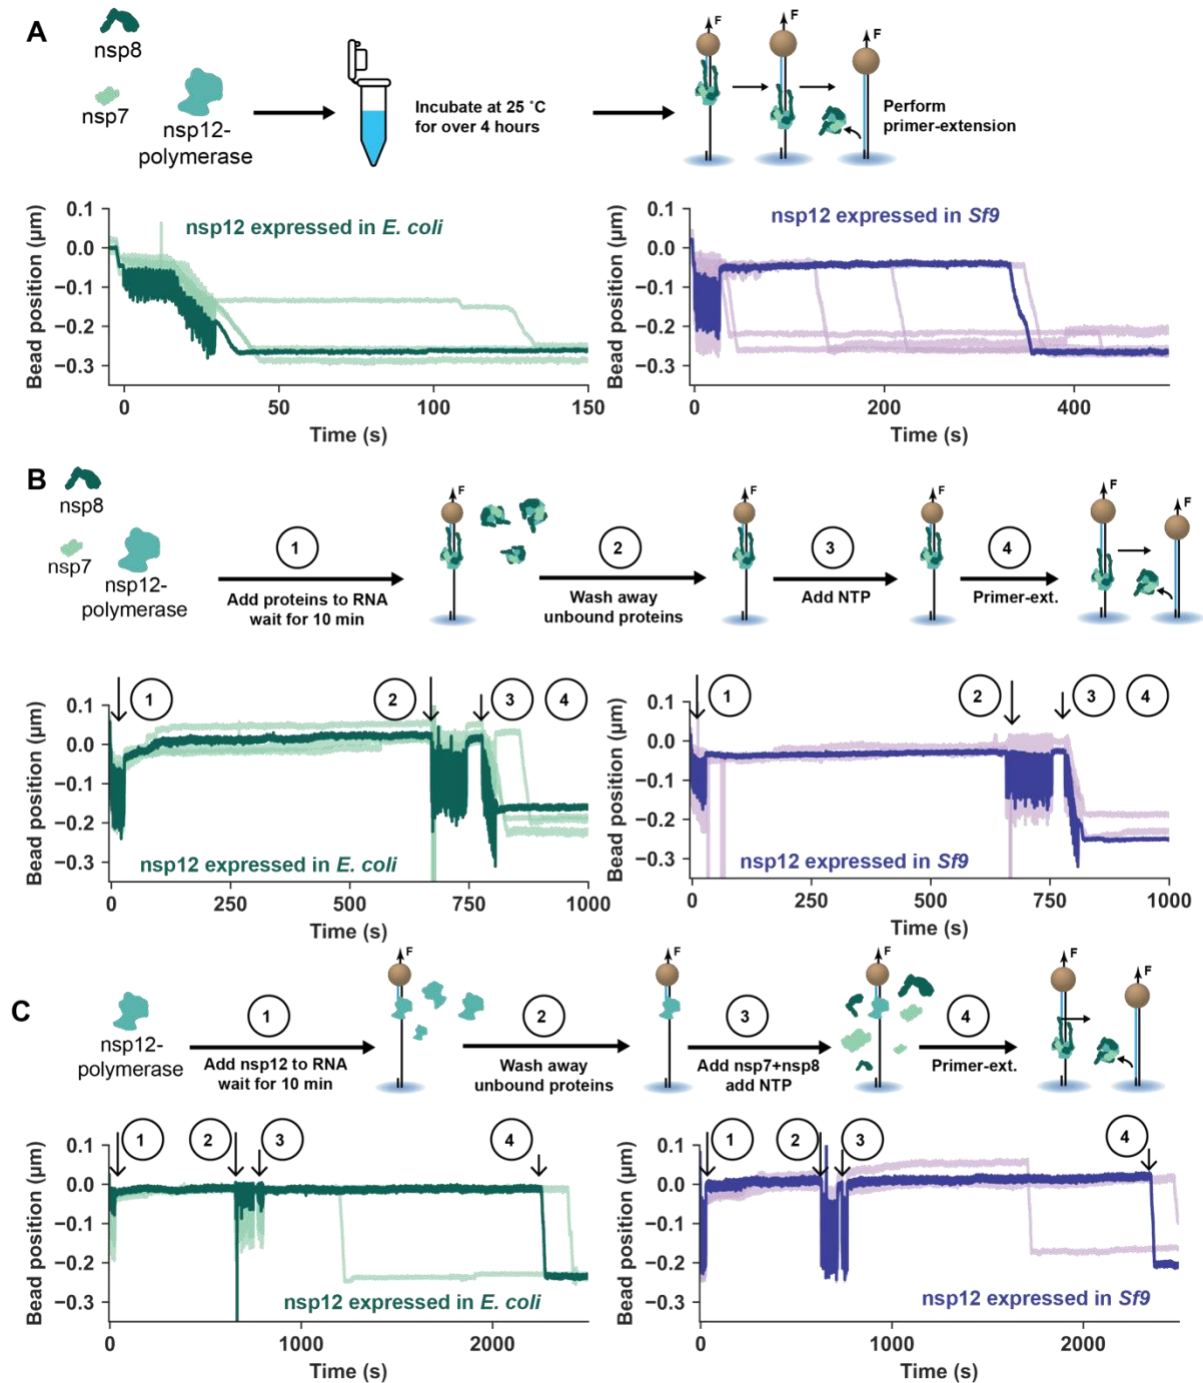 A
nsp8
nsp7
nsp12-
polymerase
Incubate at 25 ˚C
for over 4 hours
F
F
F
Perform
primer-extension
nsp12 expressed in E. coli
Bead position (µm)
0.1
0.0
−0.1
−0.2
−0.3
0
50
100
150
Time (s)
nsp12 expressed in Sf9
Bead position (µm)
0.1
0.0
−0.1
−0.2
−0.3
0
200
400
Time (s)
B
nsp8
nsp7
nsp12-
polymerase
1
Add proteins to RNA
wait for 10 min
F
2
Wash away
unbound proteins
F
3
Add NTP
F
4
Primer-ext.
F
F
1
2
3
4
Bead position (µm)
0.1
0.0
−0.1
−0.2
−0.3
nsp12 expressed in E. coli
0
250
500
750
1000
Time (s)
1
2
3
4
Bead position (µm)
0.1
0.0
−0.1
−0.2
−0.3
nsp12 expressed in Sf9
0
250
500
750
1000
Time (s)
C
nsp12-
polymerase
1
Add nsp12 to RNA
wait for 10 min
F
2
Wash away
unbound proteins
F
3
Add nsp7+nsp8
add NTP
F
4
Primer-ext.
F
F
1
2
3
4
Bead position (µm)
0.1
0.0
−0.1
−0.2
−0.3
nsp12 expressed in E. coli
0
1000
2000
Time (s)
1
2
3
4
Bead position (µm)
0.1
0.0
−0.1
−0.2
−0.3
nsp12 expressed in Sf9
0
1000
2000
Time (s)